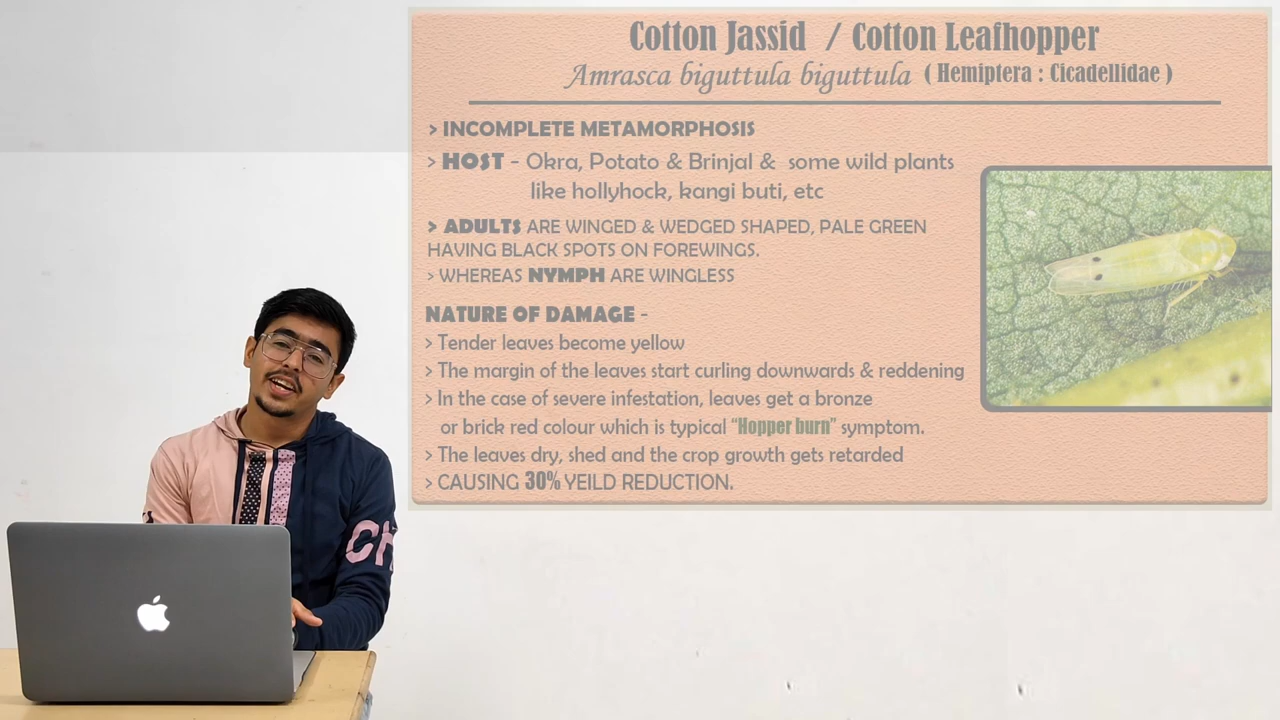 Cotton Jassid / Cotton Leafhopper
Amrasca biguttula biguttula ( Hemiptera : Cicadellidae )
> INCOMPLETE METAMORPHOSIS
> HOST - Okra, Potato & Brinjal & some wild plants
like hollyhock, kangi buti, etc
> ADULTS ARE WINGED & WEDGED SHAPED, PALE GREEN
HAVING BLACK SPOTS ON FOREWINGS.
> WHEREAS NYMPH ARE WINGLESS
NATURE OF DAMAGE -
> Tender leaves become yellow
> The margin of the leaves start curling downwards & reddening
> In the case of severe infestation, leaves get a bronze
or brick red colour which is typical “Hopper burn” symptom.
> The leaves dry, shed and the crop growth gets retarded
> CAUSING 30% YEILD REDUCTION.
CH